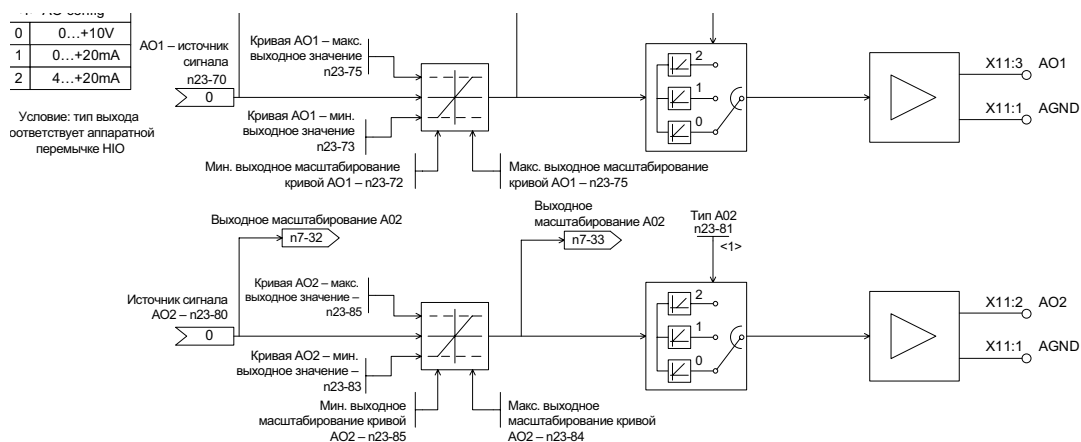 0 0…+10V
1 0…+20mA
2 4…+20mA
Условие: тип выхода
оответствует аппаратной
перемычке HIO
AO1 – источник
сигнала
n23-70
0
Кривая AO1 – макс.
выходное значение
n23-75
Кривая AO1 – мин.
выходное значение
n23-73
Мин. выходное масштабирование
кривой AO1 – n23-72
Макс. выходное масштабирование
кривой AO1 – n23-75
2
1
0
X11:3 AO1
X11:1 AGND
Выходное масштабирование A02
n7-32
Выходное
масштабирование A02
n7-33
Тип A02
n23-81
<1>
Источник сигнала
AO2 – n23-80
0
Кривая AO2 – макс.
выходное значение –
n23-85
Кривая AO2 – мин.
выходное значение –
n23-83
Мин. выходное
масштабирование кривой
AO2 – n23-85
Макс. выходное
масштабирование кривой
AO2 – n23-84
2
1
0
X11:2 AO2
X11:1 AGND